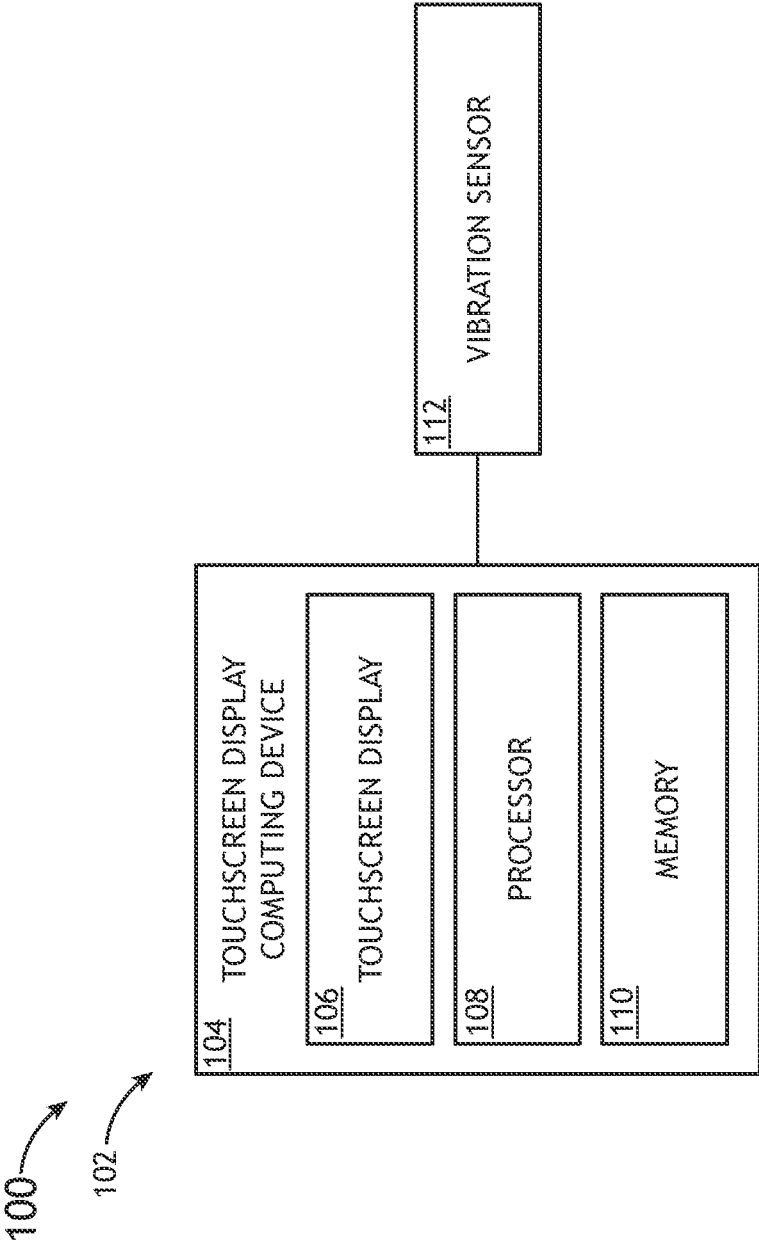 100
102
104
TOUCHSCREEN DISPLAY
COMPUTING DEVICE
106
TOUCHSCREEN DISPLAY
108
PROCESSOR
110
MEMORY
112
VIBRATION SENSOR